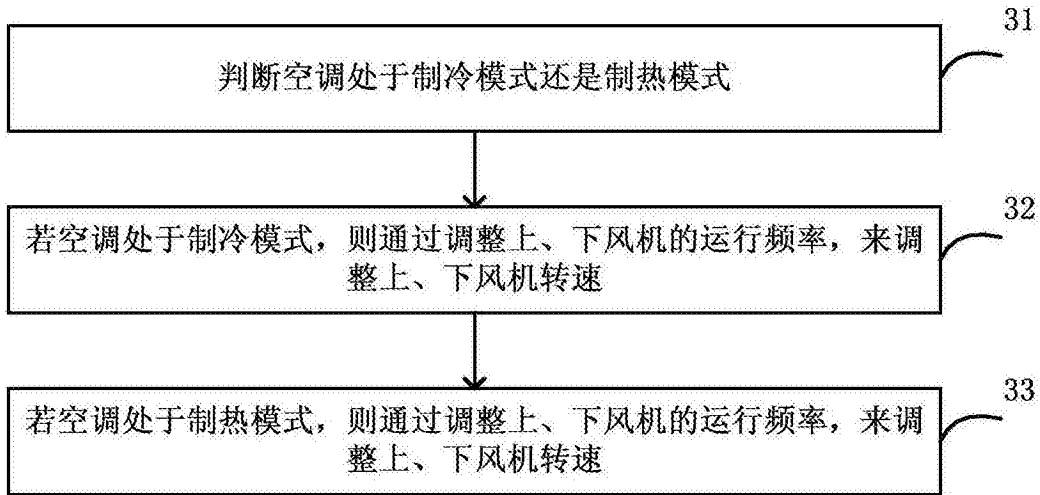 31
判断空调处于制冷模式还是制热模式
32
若空调处于制冷模式，则通过调整上、下风机的运行频率，来调
整上、下风机转速
33
若空调处于制热模式，则通过调整上、下风机的运行频率，来调
整上、下风机转速